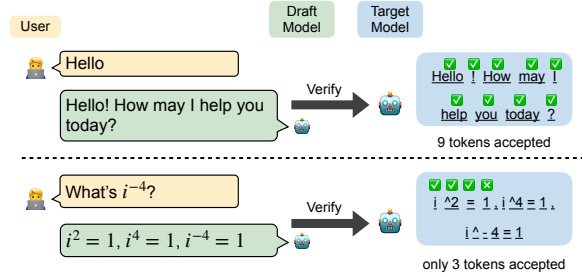 User
Draft
Model
Target
Model
Hello
Hello! How may I help you
today?
Verify
Hello ! How may I
help you today ?
9 tokens accepted
What's i⁻⁴?
i² = 1, i⁴ = 1, i⁻⁴ = 1
Verify
i ^2 = 1 , i ^4 = 1 ,
i ^ - 4 = 1
only 3 tokens accepted